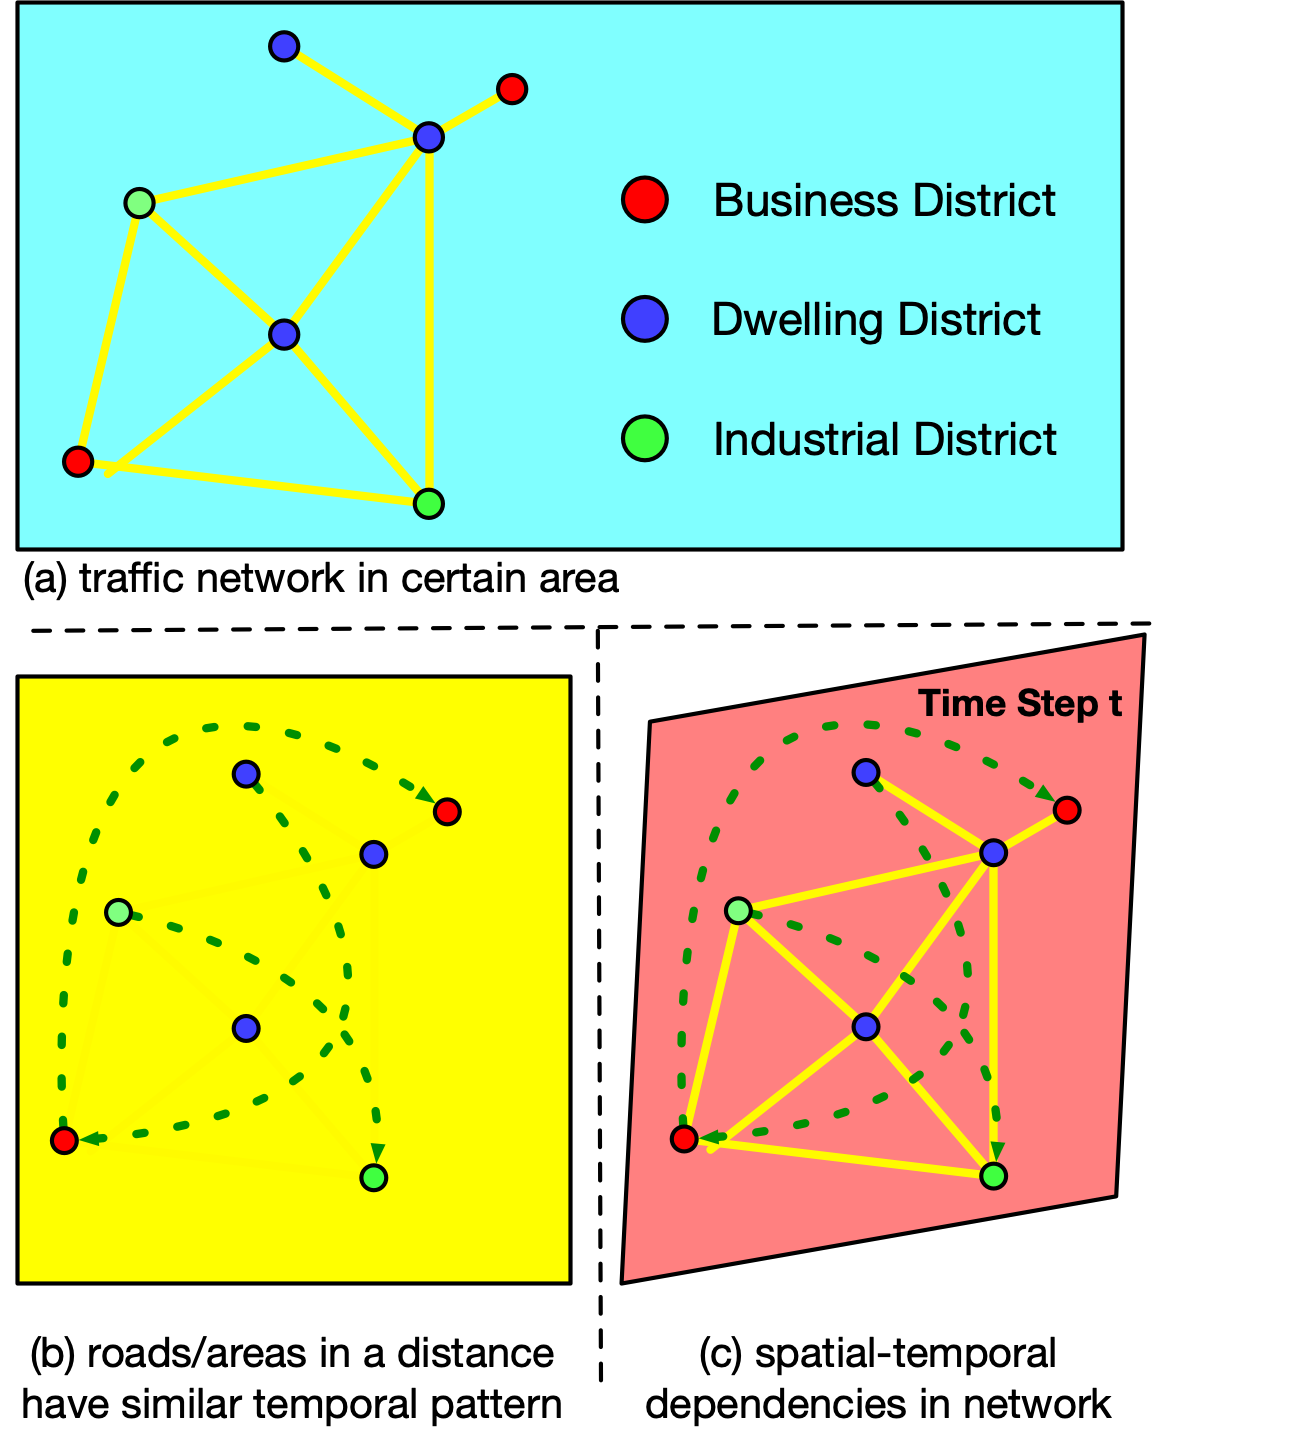 Business District
Dwelling District
Industrial District
(a) traffic network in certain area
Time Step t
(b) roads/areas in a distance
have similar temporal pattern
(c) spatial-temporal
dependencies in network